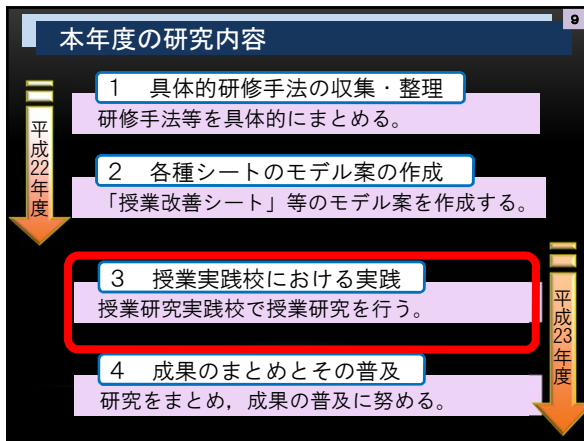 9
本年度の研究内容
平成22年度
1 具体的研修手法の収集・整理
研修手法等を具体的にまとめる。
2 各種シートのモデル案の作成
「授業改善シート」等のモデル案を作成する。
3 授業実践校における実践
授業研究実践校で授業研究を行う。
4 成果のまとめとその普及
研究をまとめ，成果の普及に努める。
平成23年度